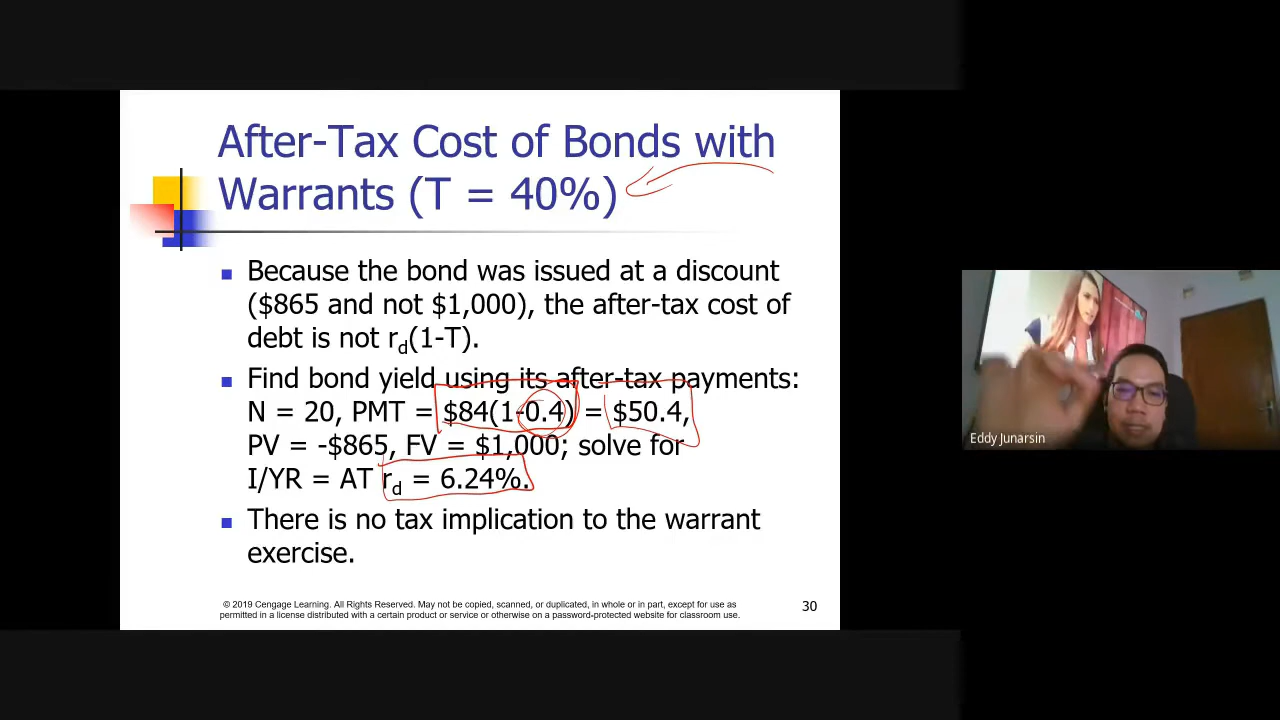 After-Tax Cost of Bonds with
Warrants (T = 40%)
Because the bond was issued at a discount
($865 and not $1,000), the after-tax cost of
debt is not rd(1-T).
Find bond yield using its after-tax payments:
N = 20, PMT = $84(1-0.4) = $50.4,
PV = -$865, FV = $1,000; solve for
I/YR = AT rd = 6.24%.
There is no tax implication to the warrant
exercise.
© 2019 Cengage Learning. All Rights Reserved. May not be copied, scanned, or duplicated, in whole or in part, except for use as
permitted in a license distributed with a certain product or service or otherwise on a password-protected website for classroom use.
30
Eddy Junarsin